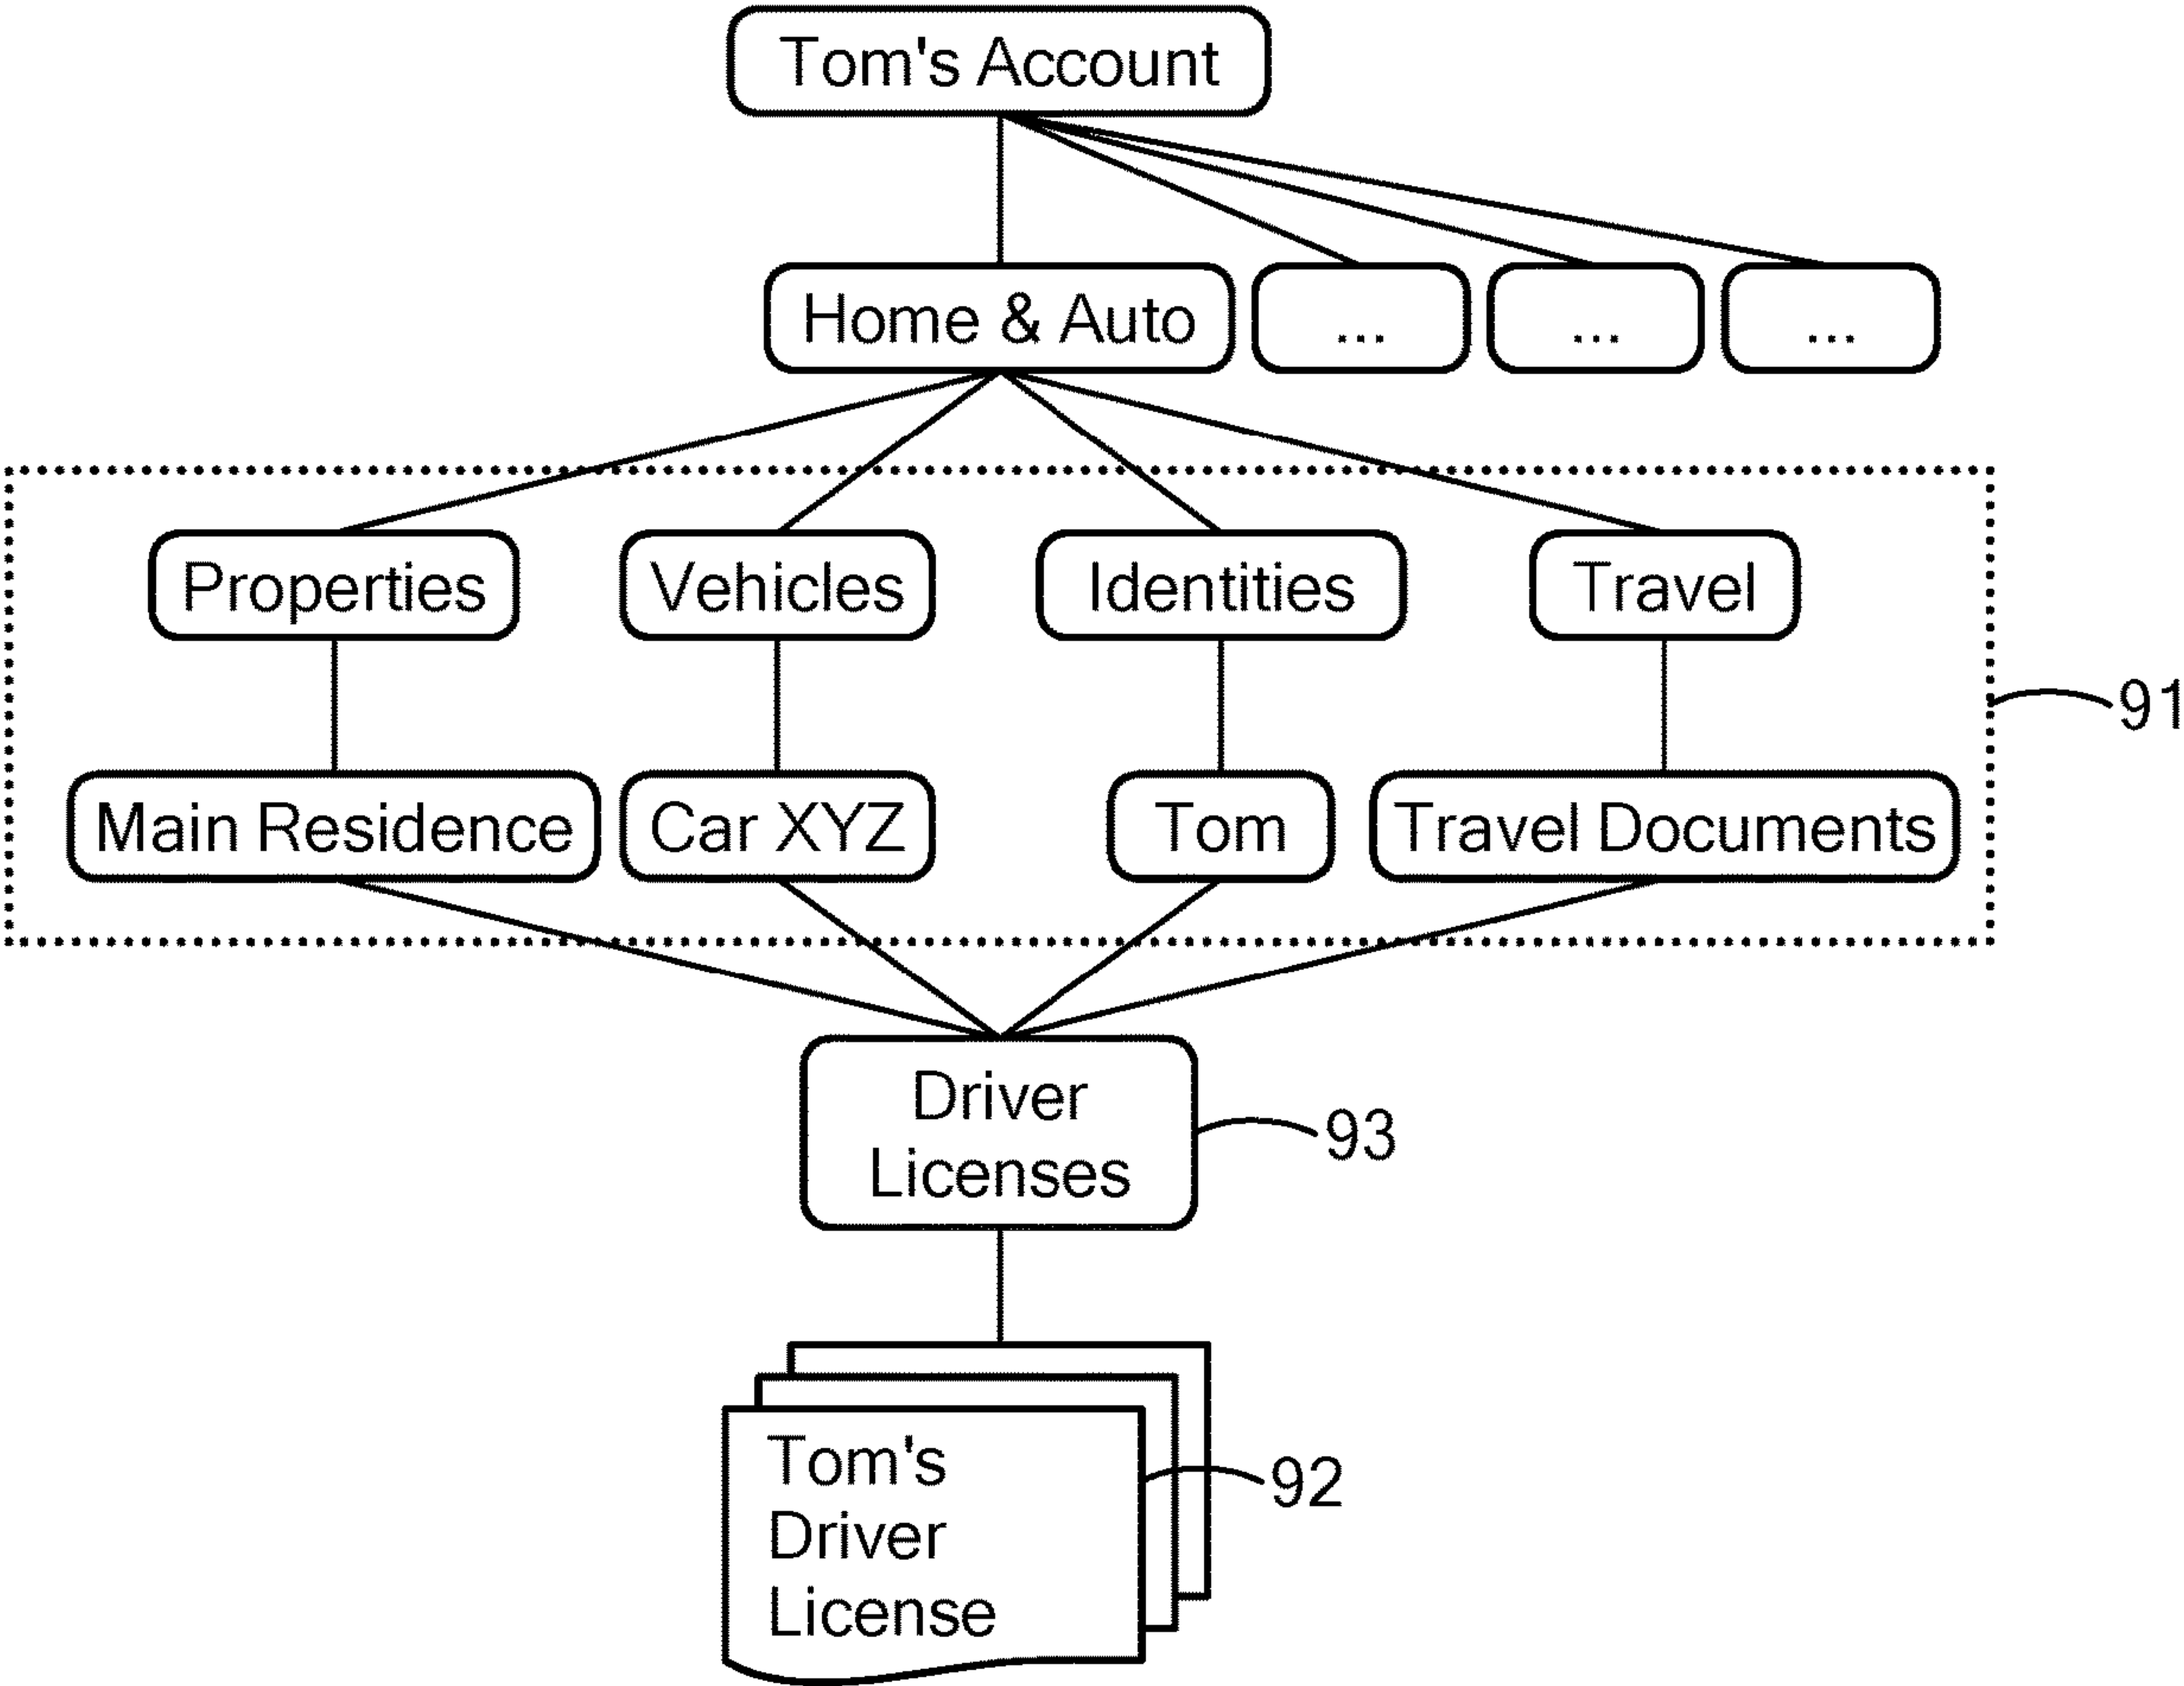 Tom's Account
Home & Auto
...
...
...
Properties
Vehicles
Identities
Travel
91
Main Residence
Car XYZ
Tom
Travel Documents
Driver
Licenses
93
Tom's
Driver
License
92